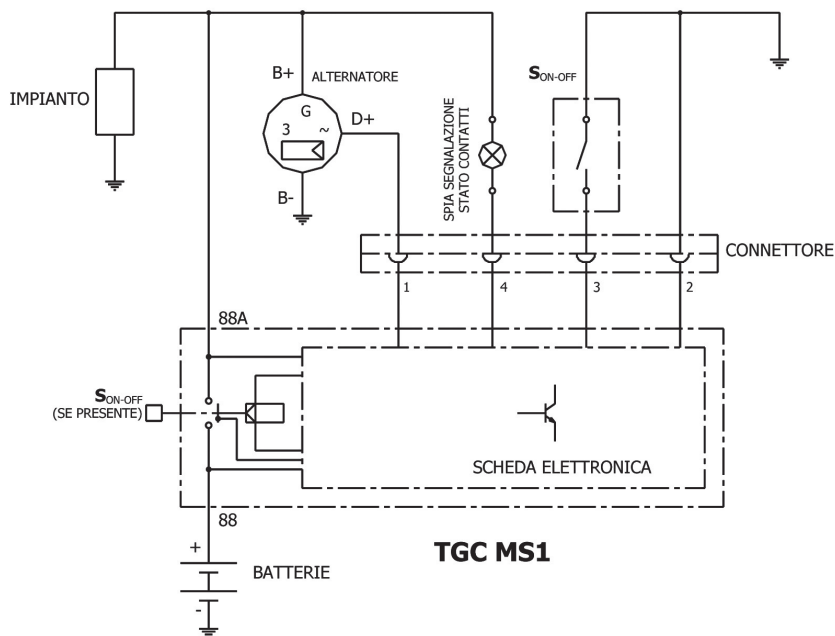 IMPIANTO
B+
ALTERNATORE
G
3 ~
D+
B-
SPIA SEGNALAZIONE
STATO CONTATTI
SON-OFF
CONNETTORE
1
4
3
2
88A
SON-OFF
(SE PRESENTE)
SCHEDA ELETTRONICA
88
TGC MS1
+
BATTERIE
-